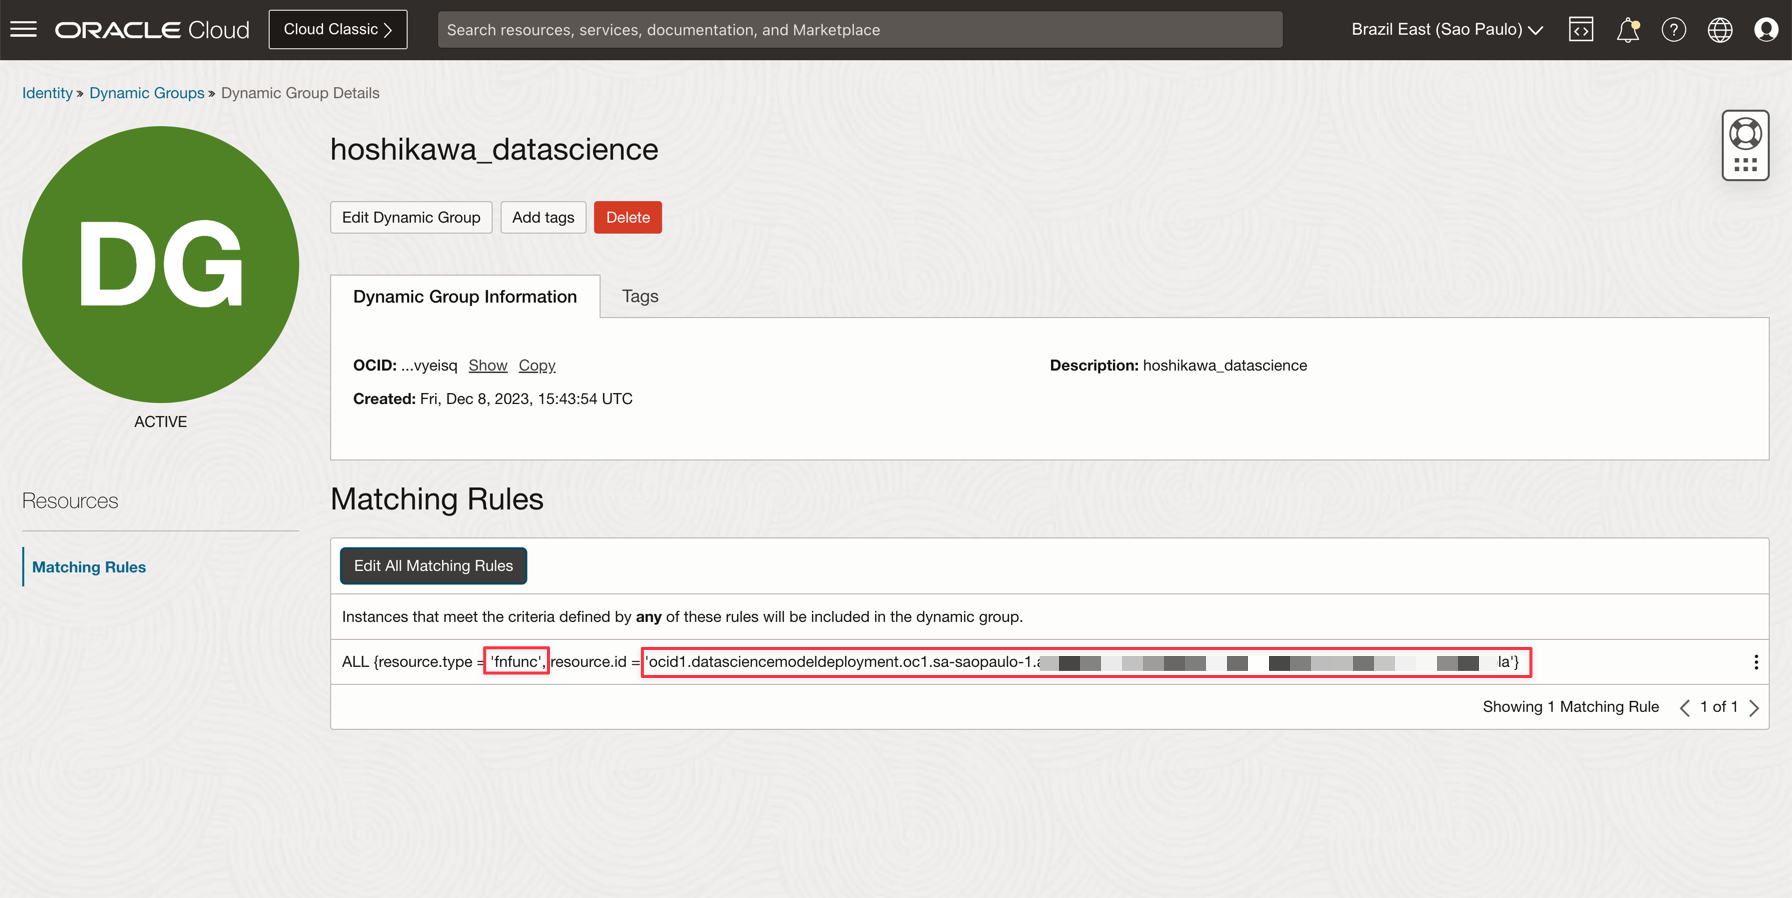 ORACLE Cloud
Cloud Classic
Search resources, services, documentation, and Marketplace
Brazil East (Sao Paulo)
Identity » Dynamic Groups » Dynamic Group Details
DG
ACTIVE
hoshikawa_datascience
Edit Dynamic Group
Add tags
Delete
Dynamic Group Information
Tags
OCID: ...vyeisq Show Copy
Description: hoshikawa_datascience
Created: Fri, Dec 8, 2023, 15:43:54 UTC
Resources
Matching Rules
Matching Rules
Edit All Matching Rules
Instances that meet the criteria defined by any of these rules will be included in the dynamic group.
ALL {resource.type = 'fnfunc', resource.id = 'ocid1.datasciencemodeldeployment.oc1.sa-saopaulo-1. la'}
Showing 1 Matching Rule
1 of 1